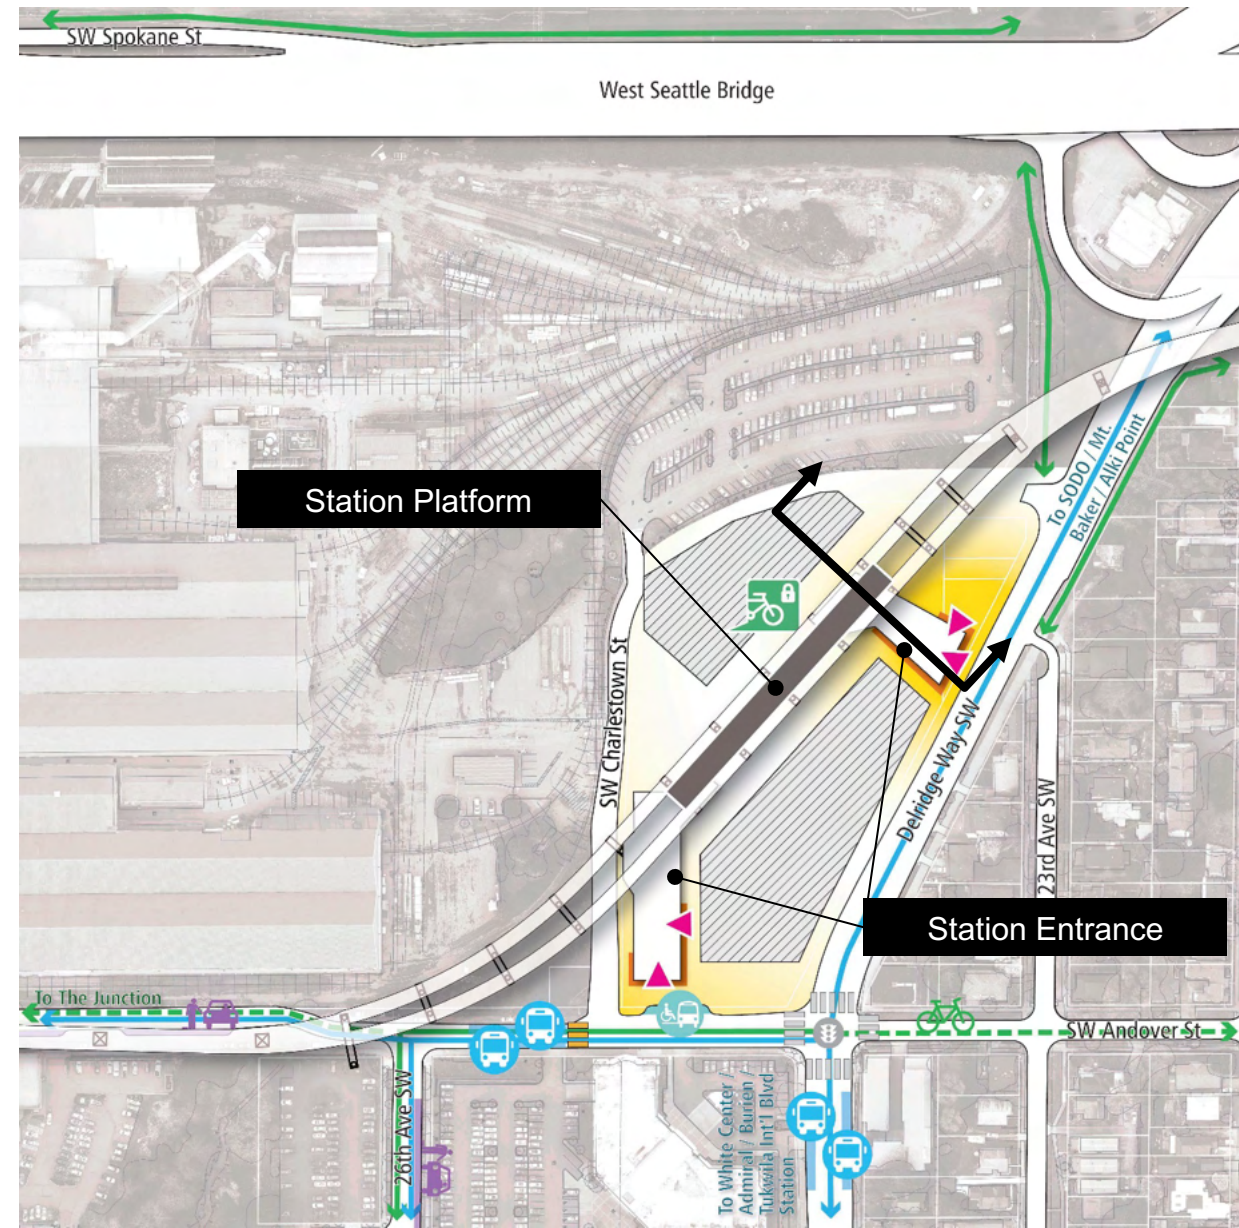 SW Spokane St
West Seattle Bridge
To SODO / Mt.
Baker / Alki Point
Station Platform
SW Charlestown St
Delridge Way SW
23rd Ave SW
Station Entrance
To The Junction
SW Andover St
26th Ave SW
To White Center /
Admiral / Burien /
Tukwila Int'l Blvd
Station